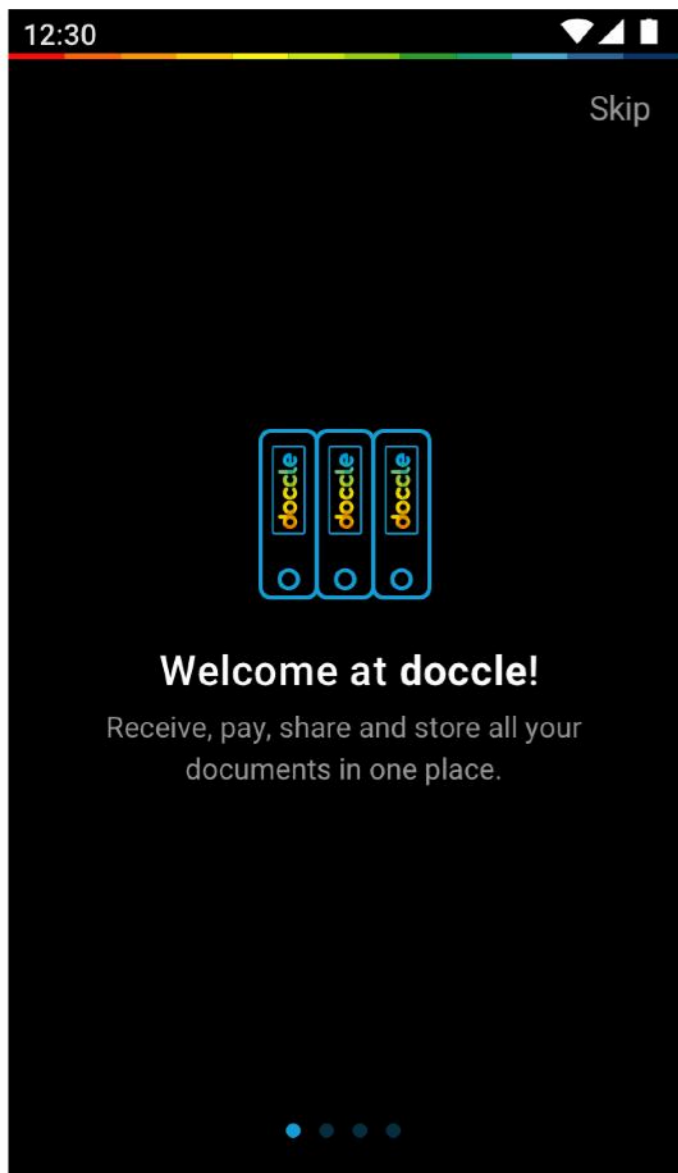 12:30
Skip
doccle
doccle
doccle
Welcome at doccle!
Receive, pay, share and store all your
documents in one place.